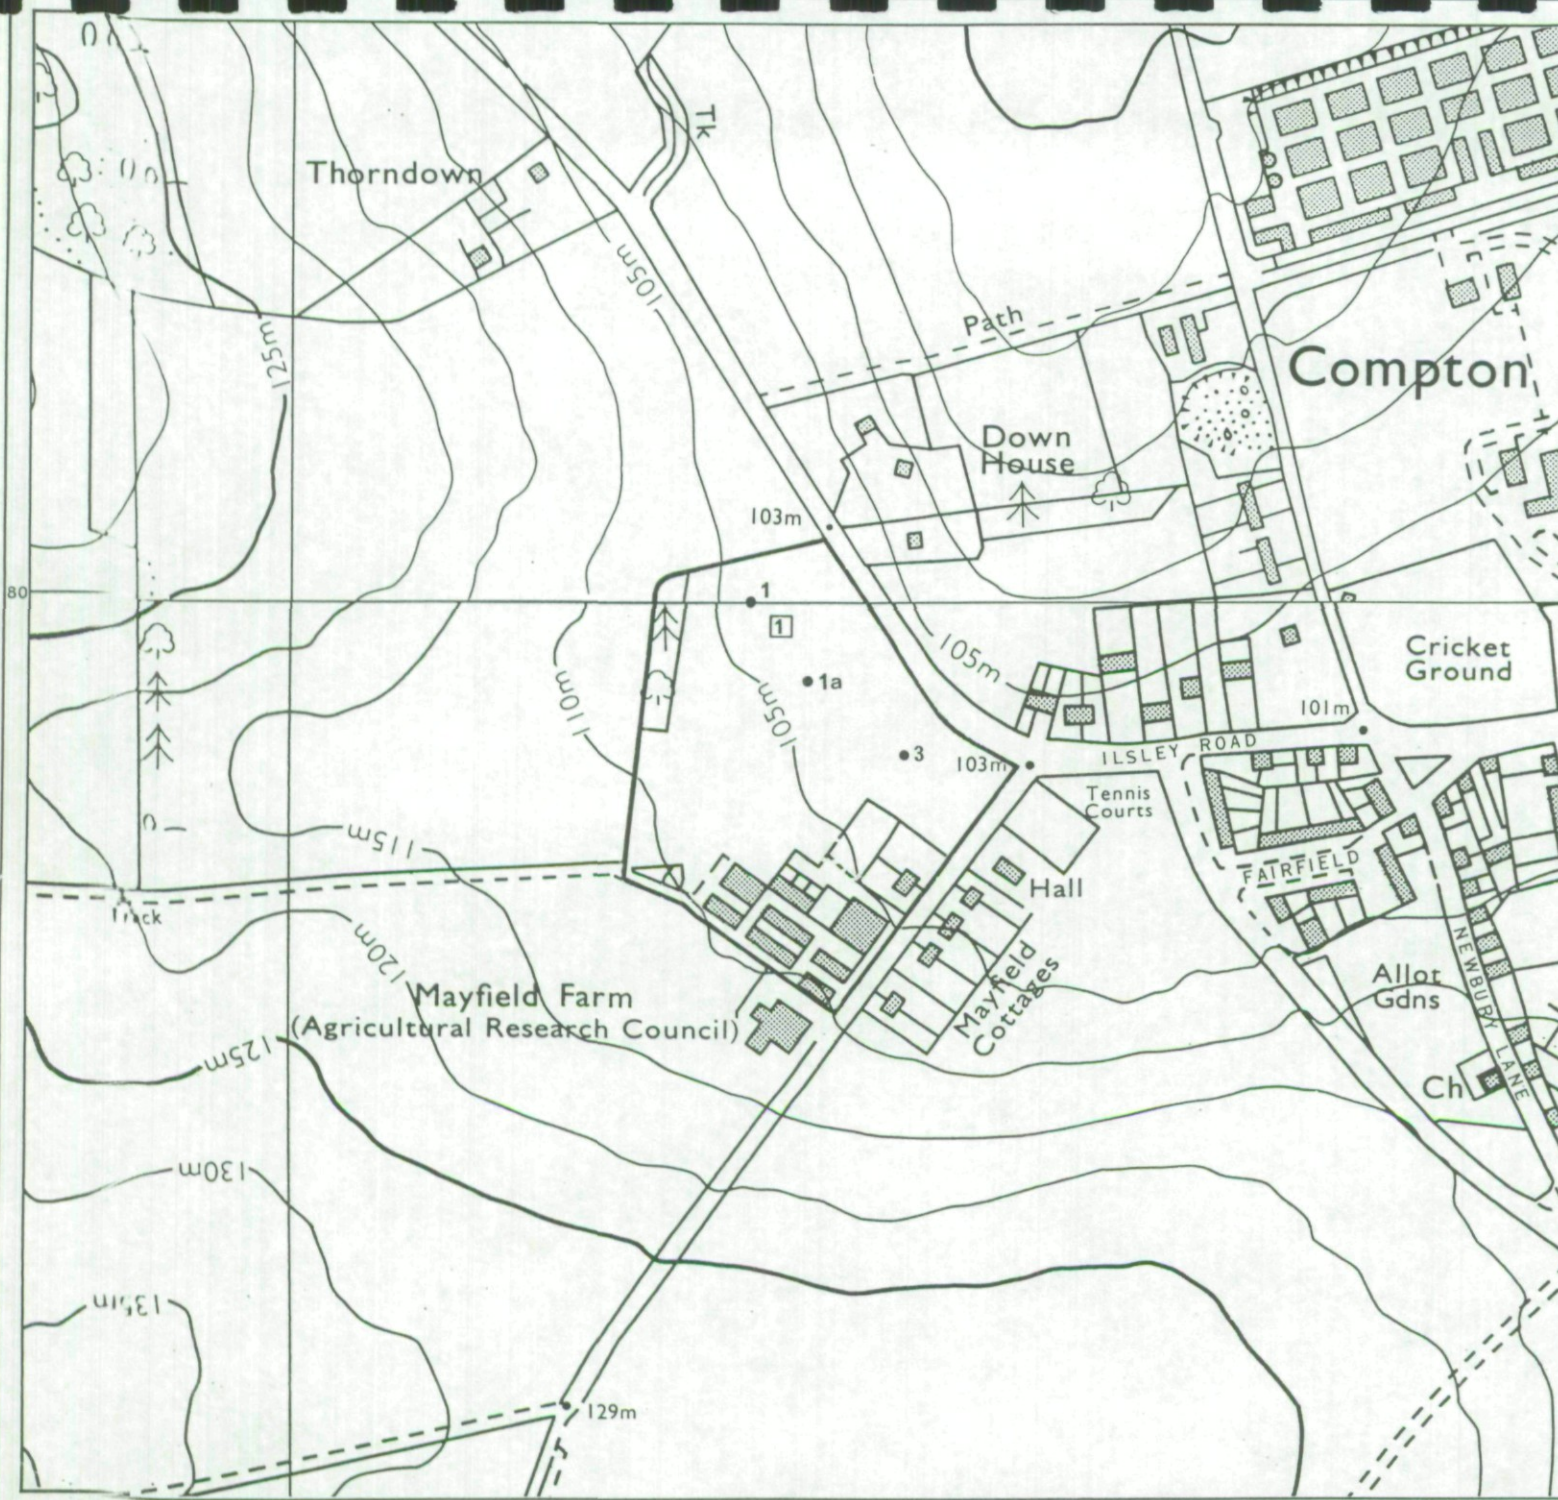 Tk
Thorndown
105m
Path
125m
Compton
Down
House
103m
80
1
1
105m
Cricket
Ground
1a
110m
105m
101m
3
103m
ILSLEY ROAD
Tennis
Courts
115m
FAIRFIELD
Hall
Track
120m
NEWBURY LANE
Allot
Gdns
Mayfield
Cottages
Mayfield Farm
(Agricultural Research Council)
125m
Ch
130m
135m
129m